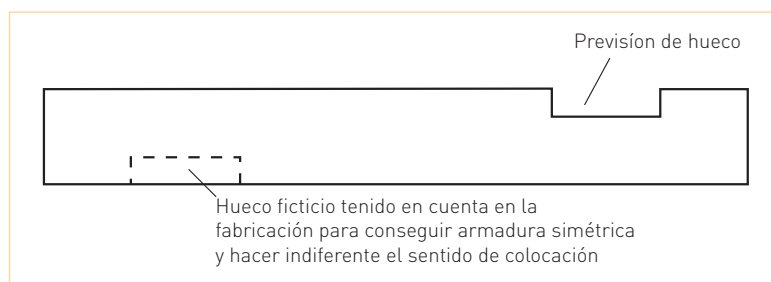 Previsíon de hueco
Hueco ficticio tenido en cuenta en la
fabricación para conseguir armadura simétrica
y hacer indiferente el sentido de colocación